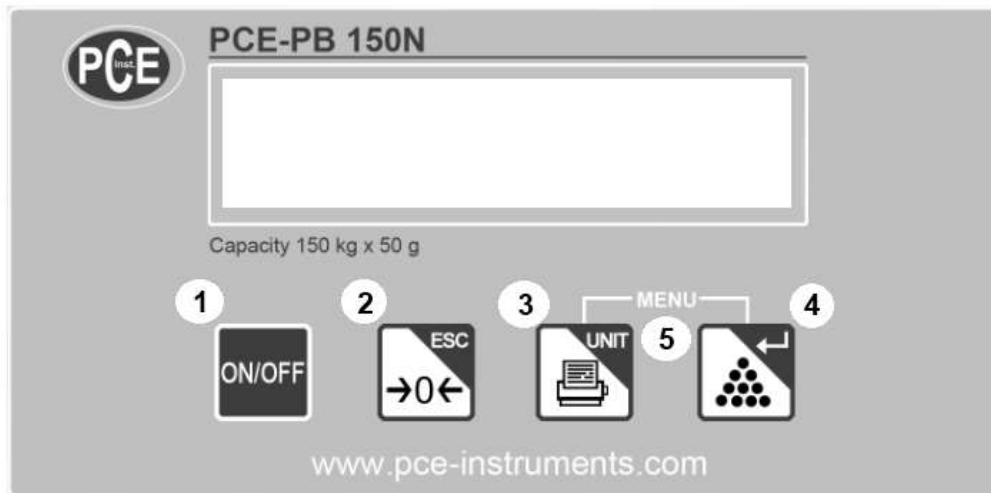 PCE
Inst.
PCE-PB 150N
Capacity 150 kg x 50 g
1
2
3
MENU
4
5
ON/OFF
ESC
→0←
UNIT
www.pce-instruments.com